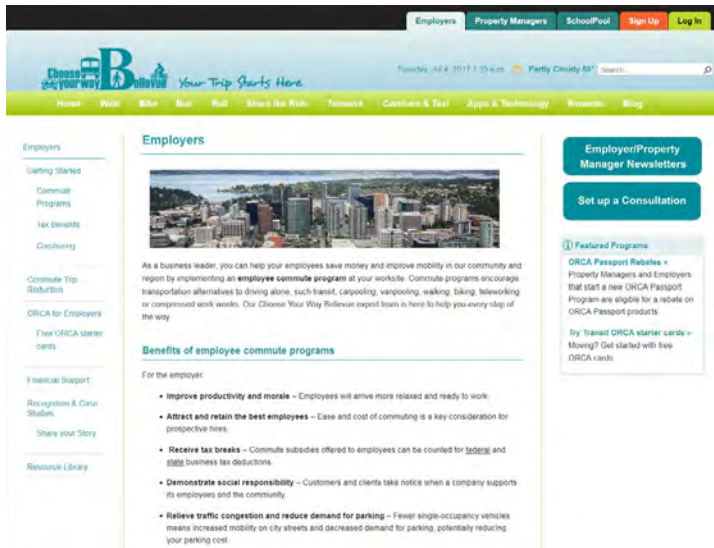 Employers Property Managers SchoolPool Sign Up Log In
Choose your way Bellevue Your Trip Starts Here
Tuesday, Jul 4, 2017 1:35 p.m. Partly Cloudy 68° Search...
Home Walk Bike Bus Rail Share the Ride Telework Carshare & Taxi Apps & Technology Rewards Blog
Employers
Getting Started
Commute
Programs
Tax Benefits
Commute Trip
Reduction
ORCA for Employers
Free ORCA starter
cards
Financial Support
Recognition & Case
Studies
Share your Story
Resource Library
Employers
As a business leader, you can help your employees save money and improve mobility in our community and
region by implementing an employee commute program at your worksite. Commute programs encourage
transportation alternatives to driving alone, such transit, carpooling, vanpooling, walking, biking, teleworking
or compressed work weeks. Our Choose Your Way Bellevue expert team is here to help you every step of
the way.
Benefits of employee commute programs
For the employer:
• Improve productivity and morale – Employees will arrive more relaxed and ready to work.
• Attract and retain the best employees – Ease and cost of commuting is a key consideration for
prospective hires.
• Receive tax breaks – Commute subsidies offered to employees can be counted for federal and
state business tax deductions.
• Demonstrate social responsibility – Customers and clients take notice when a company supports
its employees and the community.
• Relieve traffic congestion and reduce demand for parking – Fewer single-occupancy vehicles
means increased mobility on city streets and decreased demand for parking, potentially reducing
your parking cost.
Employer/Property
Manager Newsletters
Set up a Consultation
Featured Programs
ORCA Passport Rebates »
Property Managers and Employers
that start a new ORCA Passport
Program are eligible for a rebate on
ORCA Passport products.
Try Transit ORCA starter cards »
Moving? Get started with free
ORCA cards